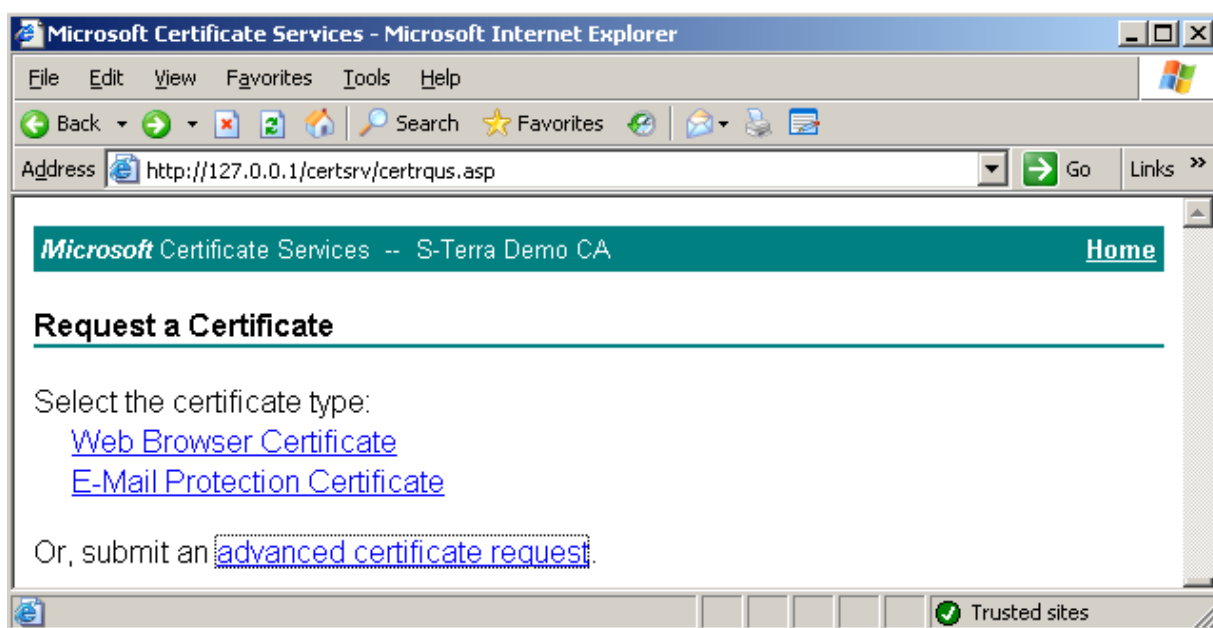 Microsoft Certificate Services - Microsoft Internet Explorer
File Edit View Favorites Tools Help
Back Search Favorites
Address http://127.0.0.1/certsrv/certrqus.asp Go Links »
Microsoft Certificate Services -- S-Terra Demo CA Home
Request a Certificate
Select the certificate type:
Web Browser Certificate
E-Mail Protection Certificate
Or, submit an advanced certificate request.
Trusted sites